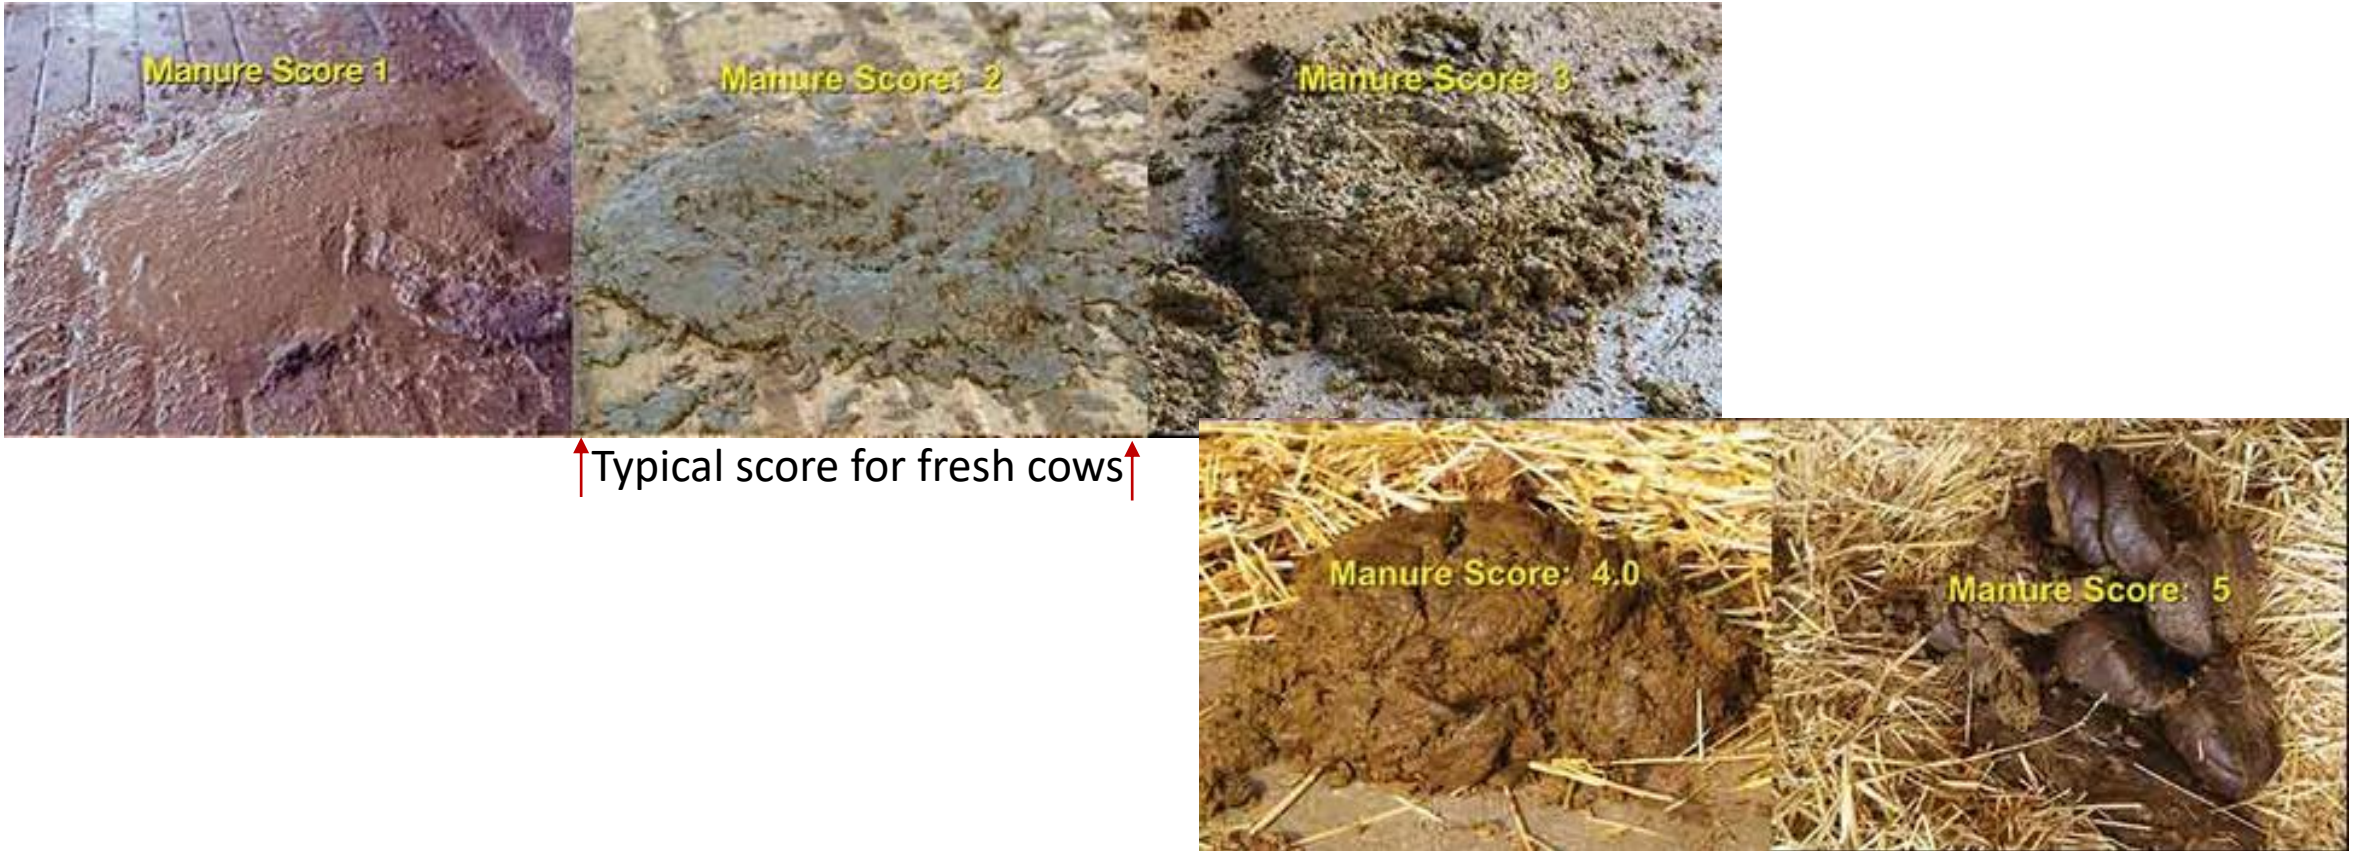 Manure Score 1
Manure Score: 2
Manure Score: 3
Typical score for fresh cows
Manure Score: 4.0
Manure Score: 5